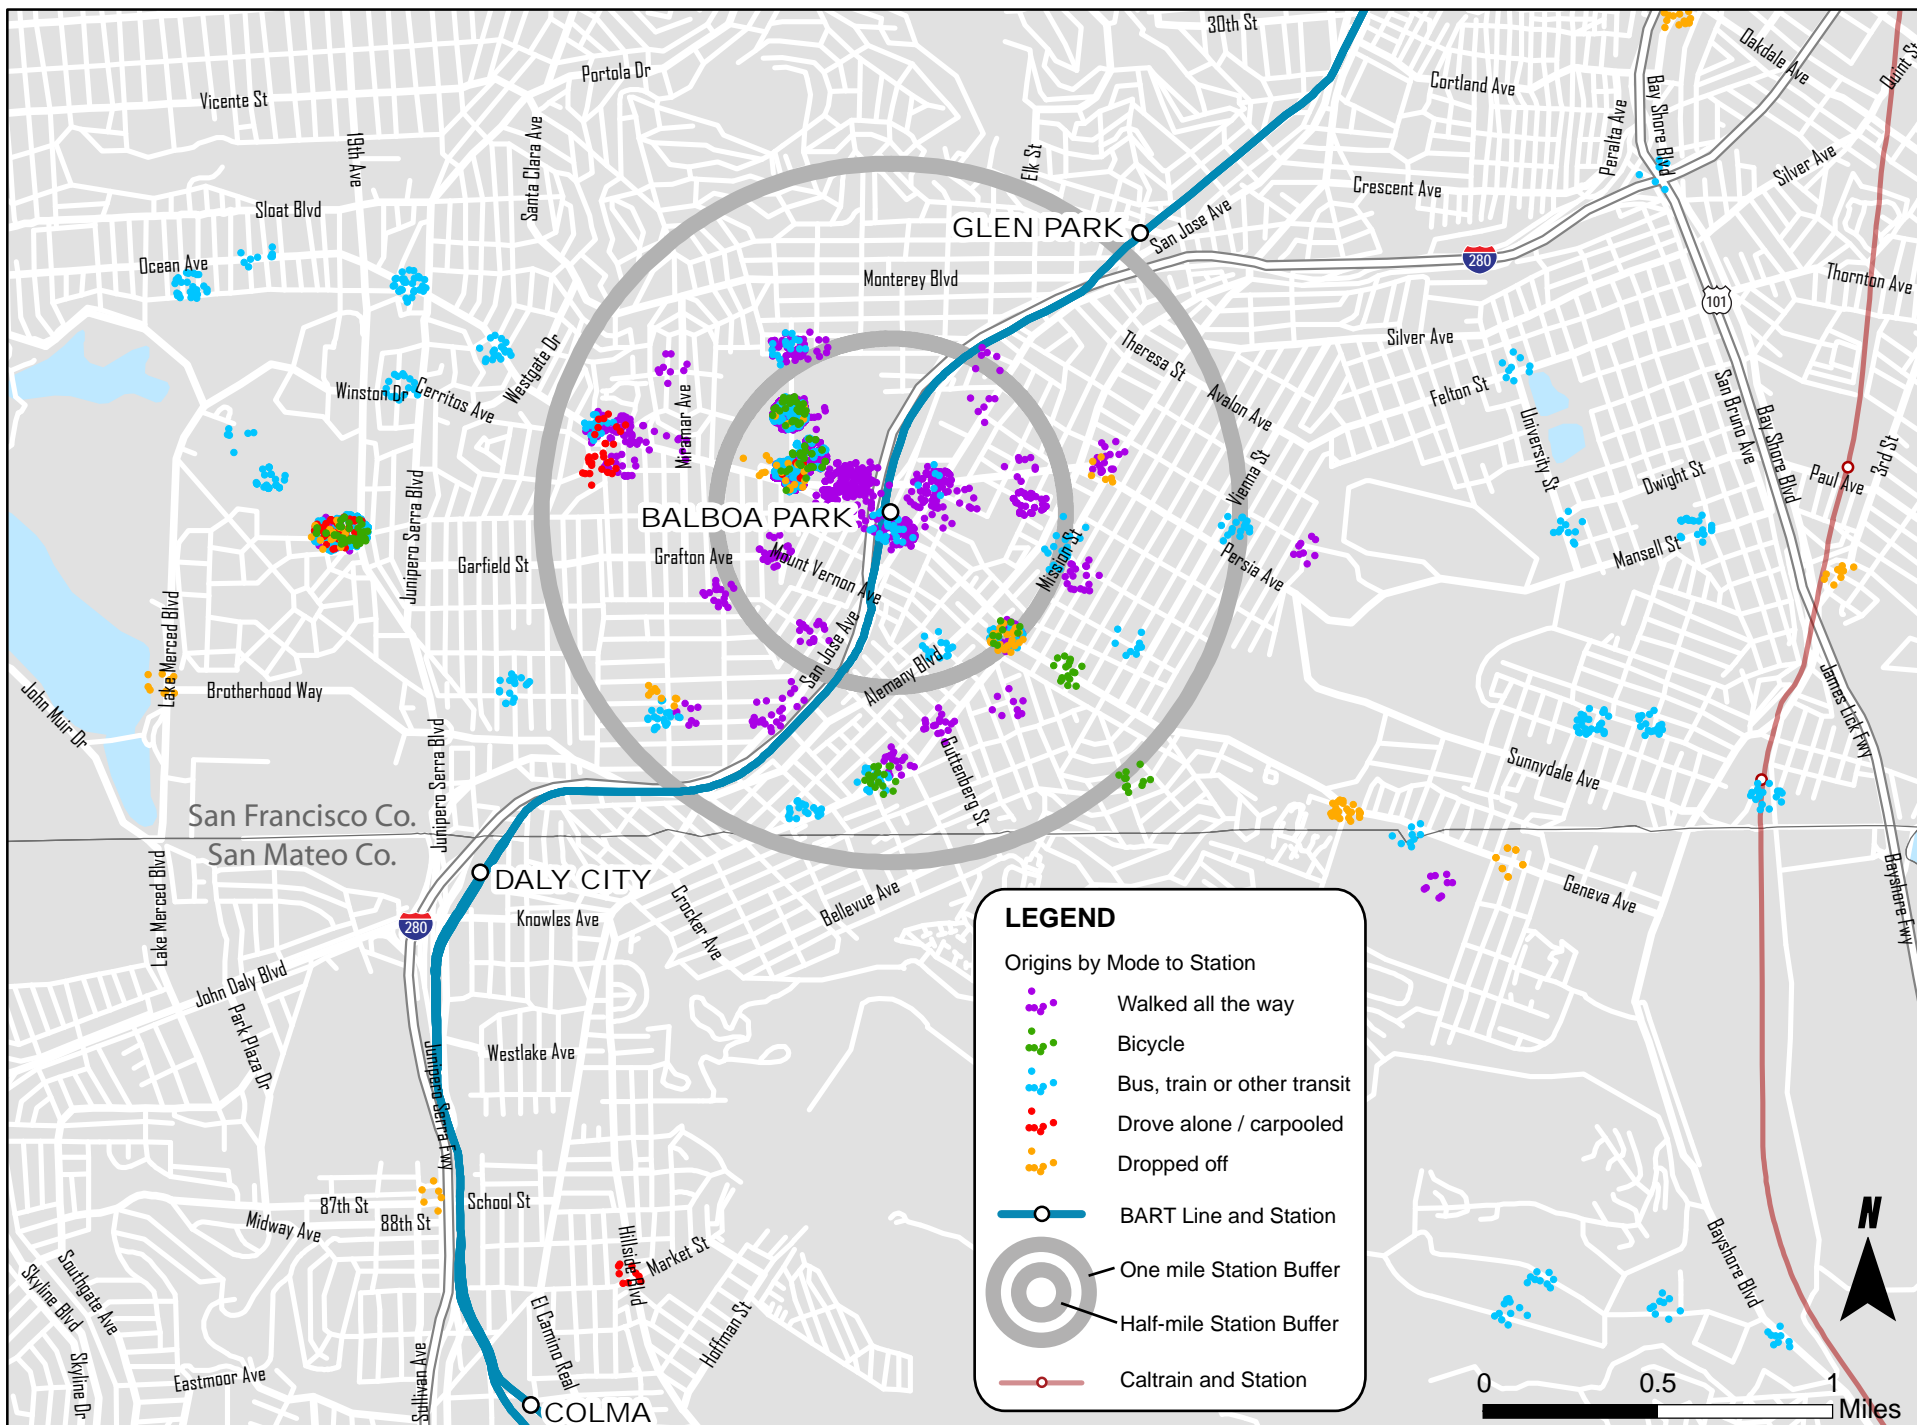 30th St
Portola Dr
Oakdale Ave
Quint St
Vicente St
Cortland Ave
Bay Shore Blvd
19th Ave
Santa Clara Ave
Elk St
Peralta Ave
Silver Ave
Crescent Ave
Sloat Blvd
San Jose Ave
GLEN PARK
Ocean Ave
280
Monterey Blvd
Thornton Ave
101
Theresa St
Silver Ave
Westgate Dr
Winston Dr
Cerritos Ave
Avalon Ave
Felton St
San Bruno Ave
Bay Shore Blvd
Miramar Ave
University St
3rd St
Vienna St
Dwight St
Paul Ave
Junipero Serra Blvd
BALBOA PARK
Garfield St
Grafton Ave
Mount Vernon Ave
Mission St
Persia Ave
Mansell St
Lake Merced Blvd
San Jose Ave
Alemany Blvd
Brotherhood Way
John Muir Dr
James Lick Fwy
Junipero Serra Blvd
Guttenberg St
Sunnydale Ave
San Francisco Co.
San Mateo Co.
Lake Merced Blvd
DALY CITY
Geneva Ave
Bayshore Fwy
280
Knowles Ave
Crocker Ave
Bellevue Ave
John Daly Blvd
Park Plaza Dr
Westlake Ave
Junipero Serra Fwy
87th St
88th St
School St
Midway Ave
Hillside Blvd
Market St
Southgate Ave
Skyline Blvd
Skyline Dr
El Camino Real
Hoffman St
Eastmoor Ave
Sullivan Ave
COLMA
Bayshore Blvd
LEGEND
Origins by Mode to Station
Walked all the way
Bicycle
Bus, train or other transit
Drove alone / carpooled
Dropped off
BART Line and Station
One mile Station Buffer
Half-mile Station Buffer
Caltrain and Station
N
0 0.5 1
Miles